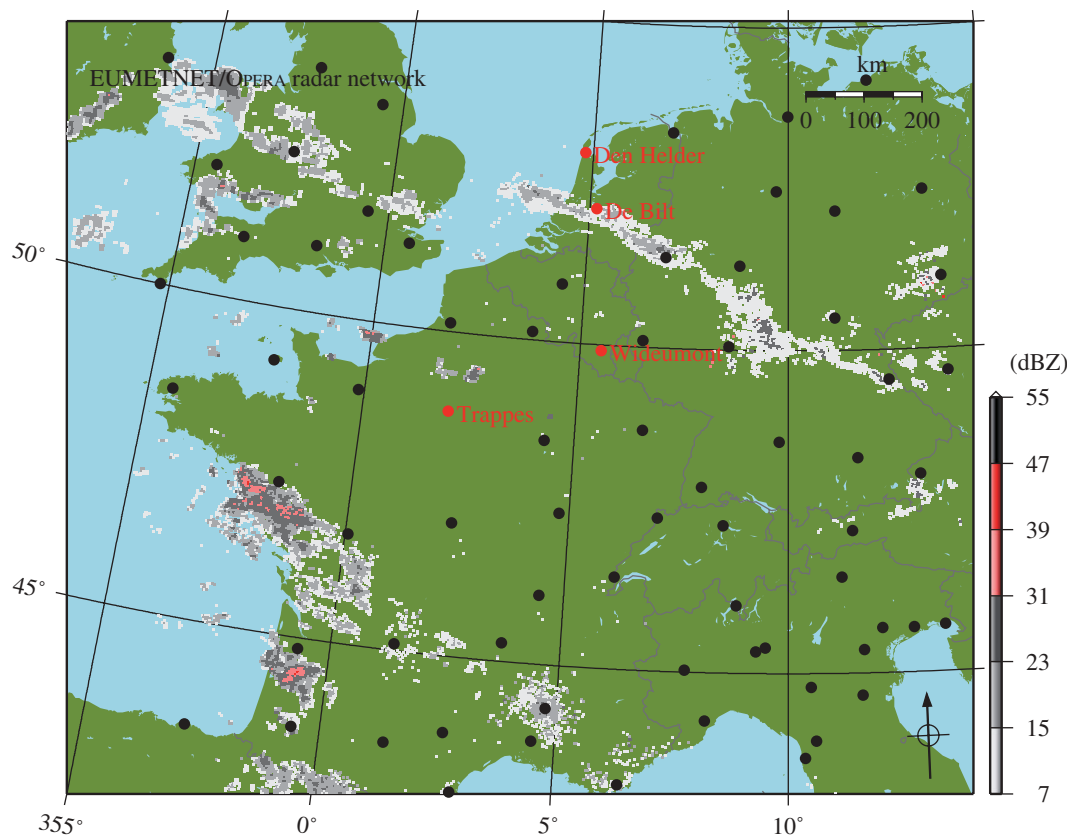 EUMETNET/OPERA radar network
km
0 100 200
Den Helder
De Bilt
50°
Wideumont
(dBZ)
55
Trappes
47
39
45°
31
23
15
7
355° 0° 5° 10°